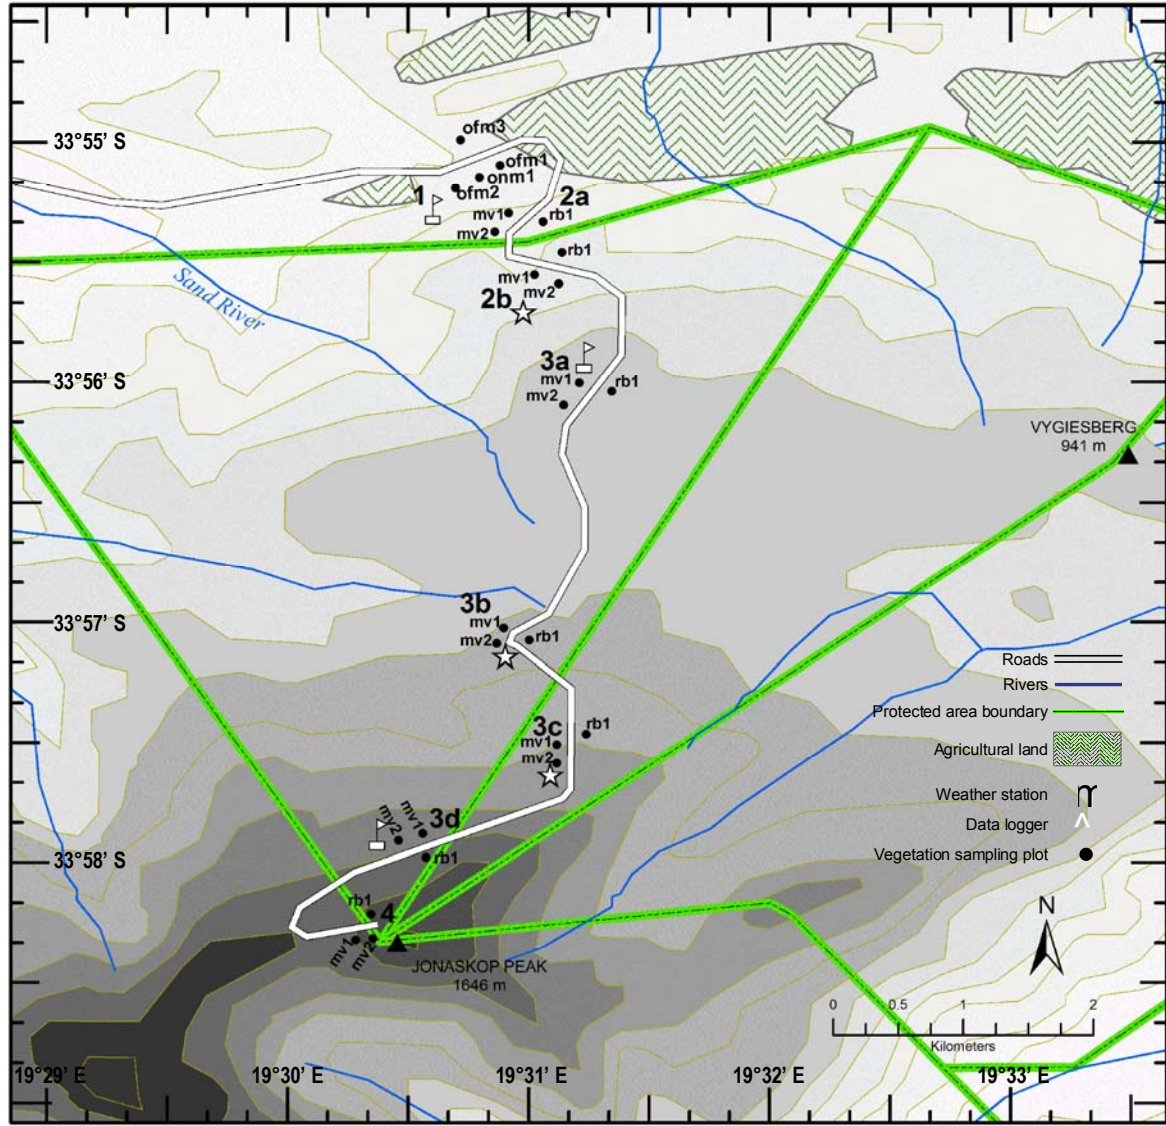 ofm3
33°55’ S
ofm1
onm1
ofm2
1
2a
mv1
rb1
mv2
rb1
mv1
mv2
Sand River
2b
3a
mv1
rb1
33°56’ S
mv2
VYGIESBERG
941 m
3b
mv1
33°57’ S
mv2
rb1
Roads
Rivers
Protected area boundary
3c
mv1
mv2
Agricultural land
Weather station
Data logger
Vegetation sampling plot
mv2
mv1
3d
rb1
33°58’ S
rb1
4
mv1
mv2
N
JONASKOP PEAK
1646 m
0 0.5 1 2
Kilometers
19°29’ E 19°30’ E 19°31’ E 19°32’ E 19°33’ E